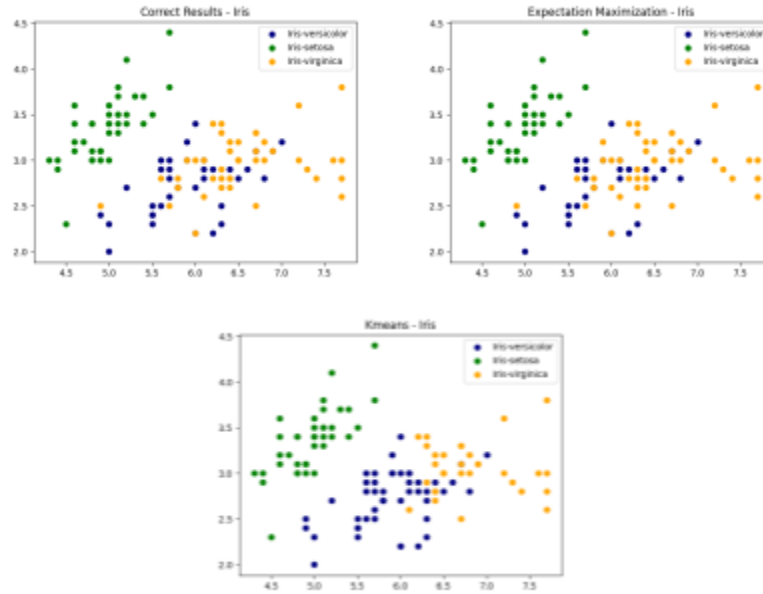 Correct Results - Iris
Iris-versicolor
Iris-setosa
Iris-virginica
4.5
4.0
3.5
3.0
2.5
2.0
4.5 5.0 5.5 6.0 6.5 7.0 7.5
Expectation Maximization - Iris
Iris-versicolor
Iris-setosa
Iris-virginica
4.5
4.0
3.5
3.0
2.5
2.0
4.5 5.0 5.5 6.0 6.5 7.0 7.5
Kmeans - Iris
Iris-versicolor
Iris-setosa
Iris-virginica
4.5
4.0
3.5
3.0
2.5
2.0
4.5 5.0 5.5 6.0 6.5 7.0 7.5